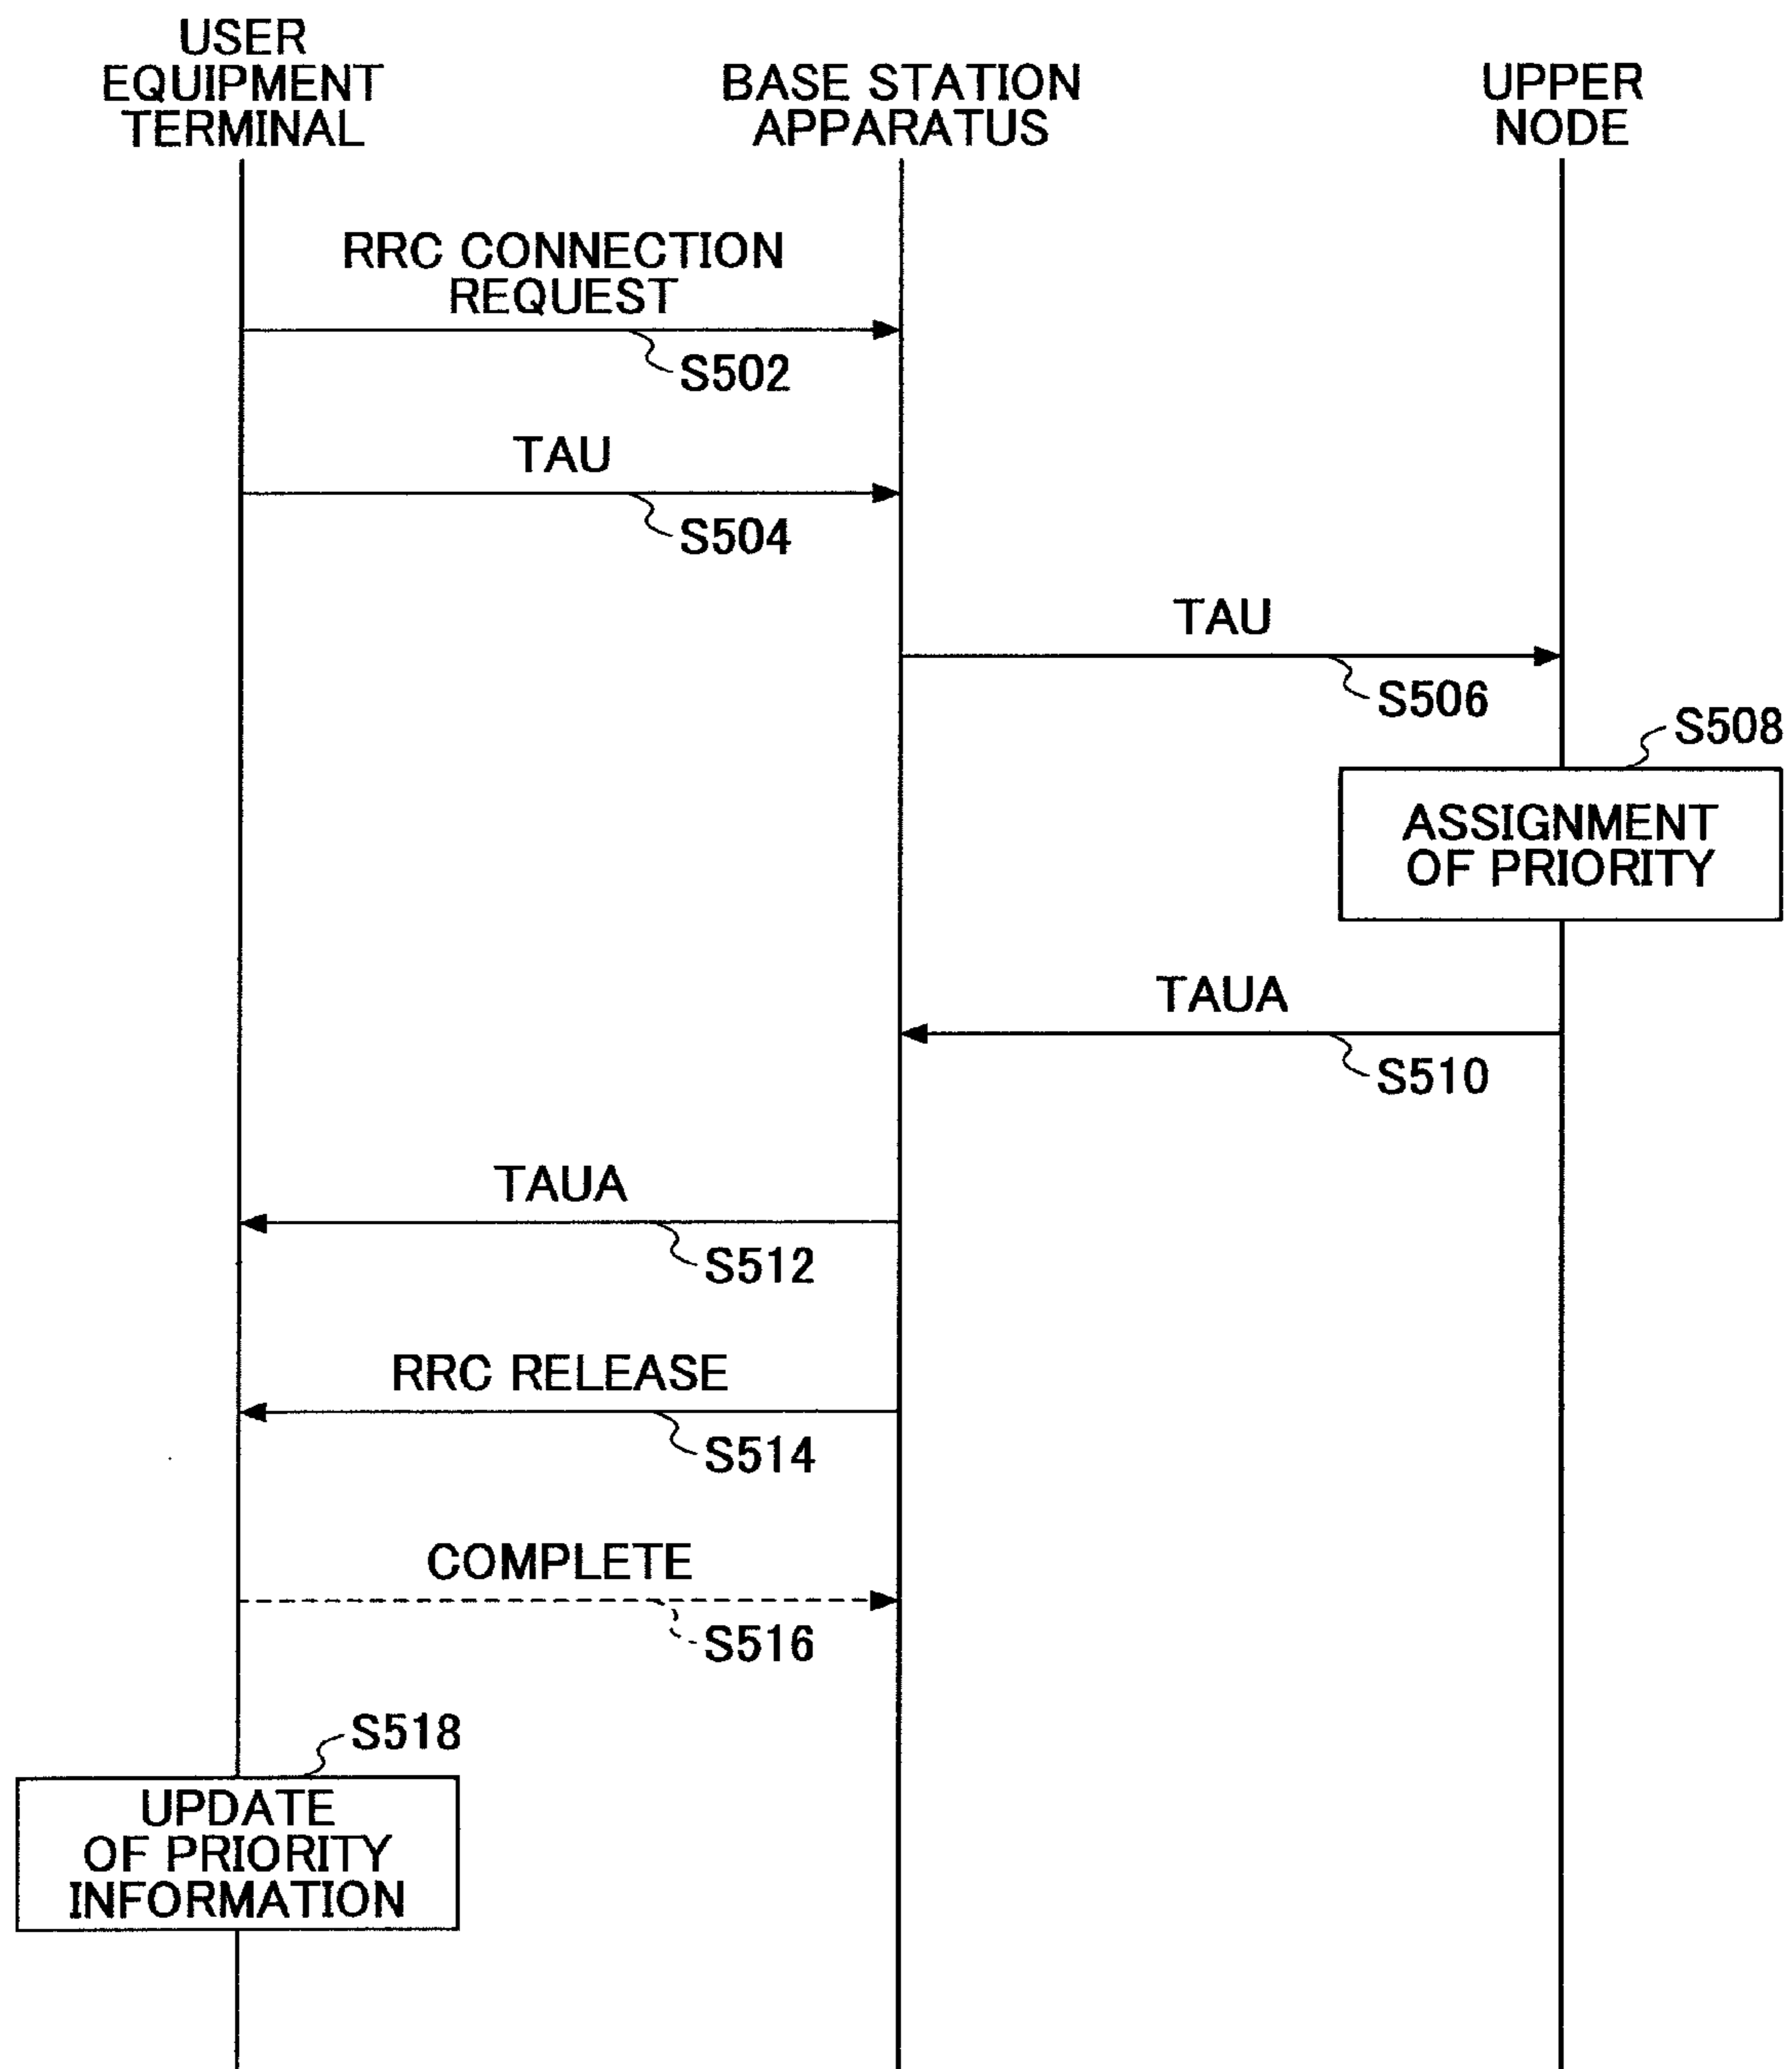 USER
EQUIPMENT
TERMINAL
BASE STATION
APPARATUS
UPPER
NODE
RRC CONNECTION
REQUEST
S502
TAU
S504
TAU
S506
S508
ASSIGNMENT
OF PRIORITY
TAUA
S510
TAUA
S512
RRC RELEASE
S514
COMPLETE
S516
S518
UPDATE
OF PRIORITY
INFORMATION